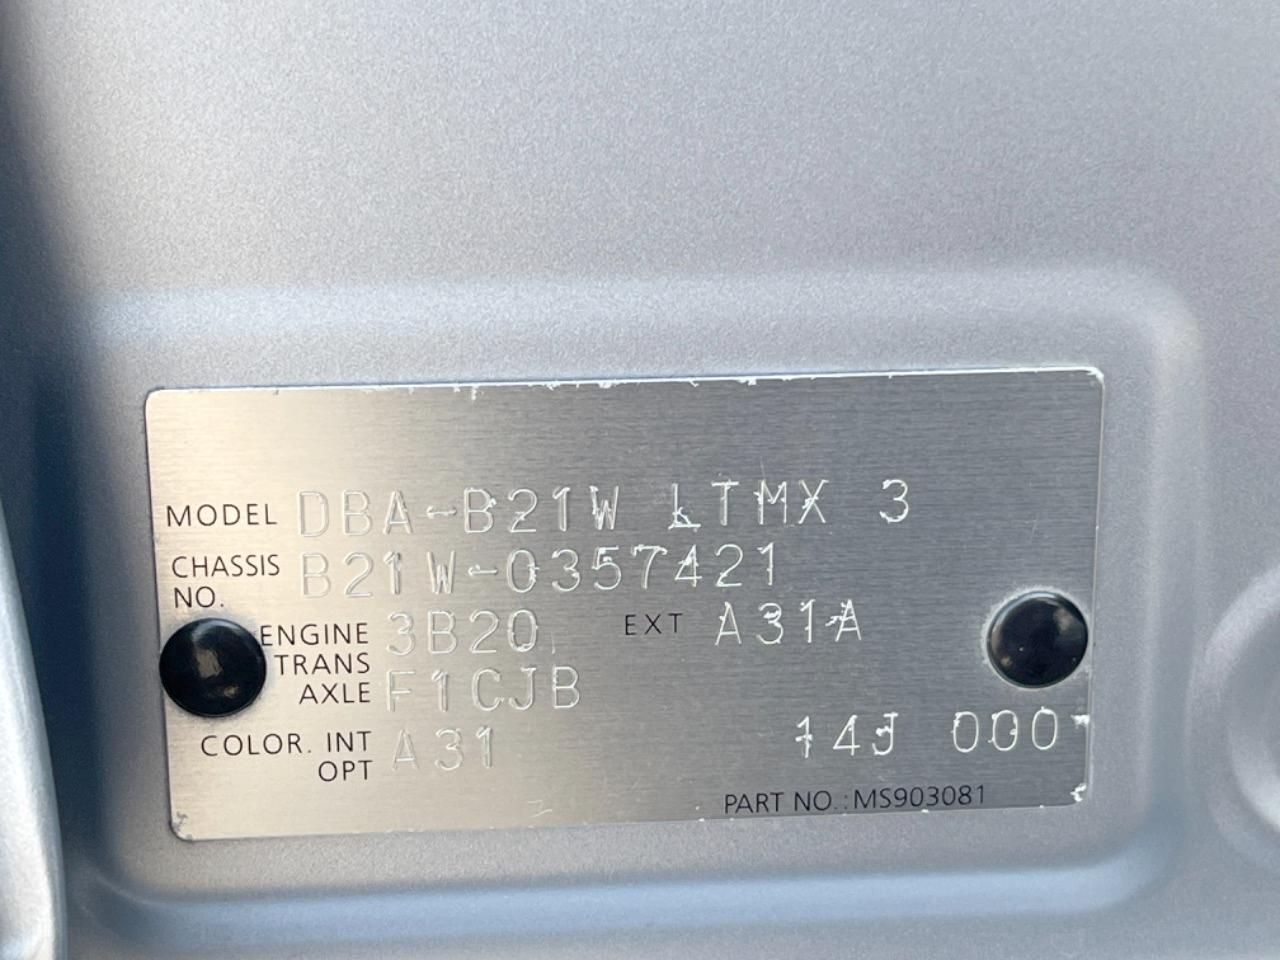 MODEL DBA-B21W LTMX 3
CHASSIS NO. B21W-0357421
ENGINE 3B20 EXT A31A
TRANS AXLE F1CJB
COLOR. INT OPT A31 14J 000
PART NO.:MS903081